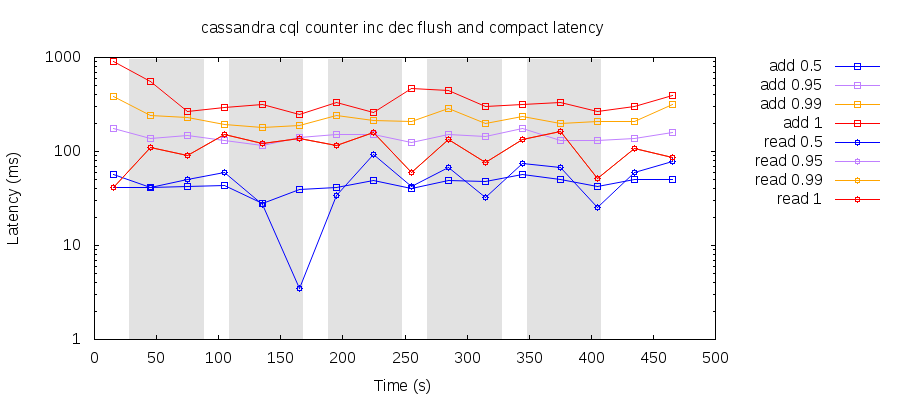 cassandra cql counter inc dec flush and compact latency
1000
100
10
1
Latency (ms)
0 50 100 150 200 250 300 350 400 450 500
Time (s)
add 0.5
add 0.95
add 0.99
add 1
read 0.5
read 0.95
read 0.99
read 1